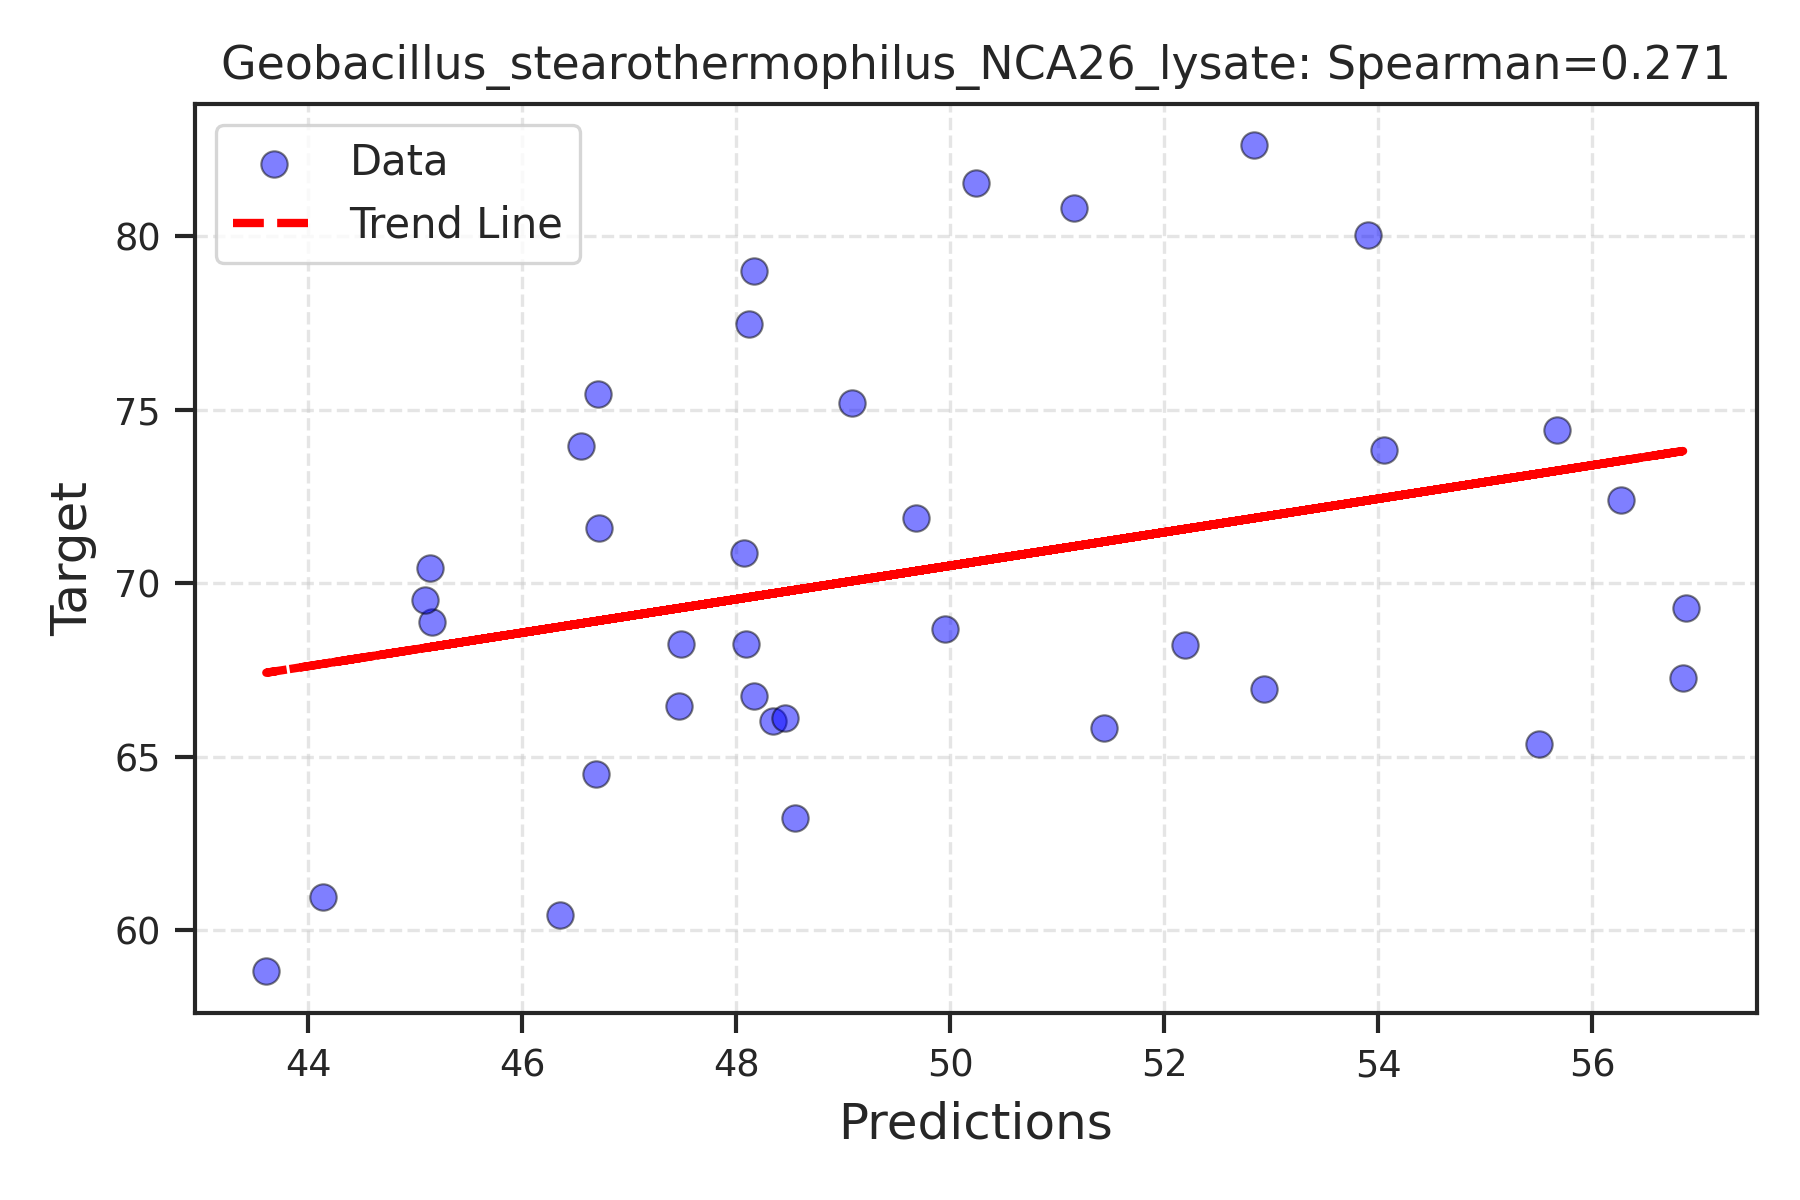 Geobacillus_stearothermophilus_NCA26_lysate: Spearman=0.271
Data
Trend Line
80
75
70
65
60
Target
44 46 48 50 52 54 56
Predictions